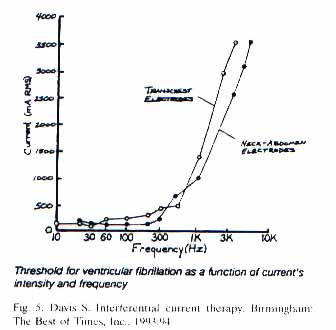 4000
3500
3000
2500
2000
1500
1000
500
0
Current (mA RMS)
TRANSCHEST
ELECTRODES
NECK-ABDOMEN
ELECTRODES
10 30 60 100 300 600 1K 3K 10K
Frequency (Hz)
Threshold for ventricular fibrillation as a function of current's
intensity and frequency
Fig. 5. Davis S. Interferential current therapy. Birmingham:
The Best of Times, Inc., 1993/94